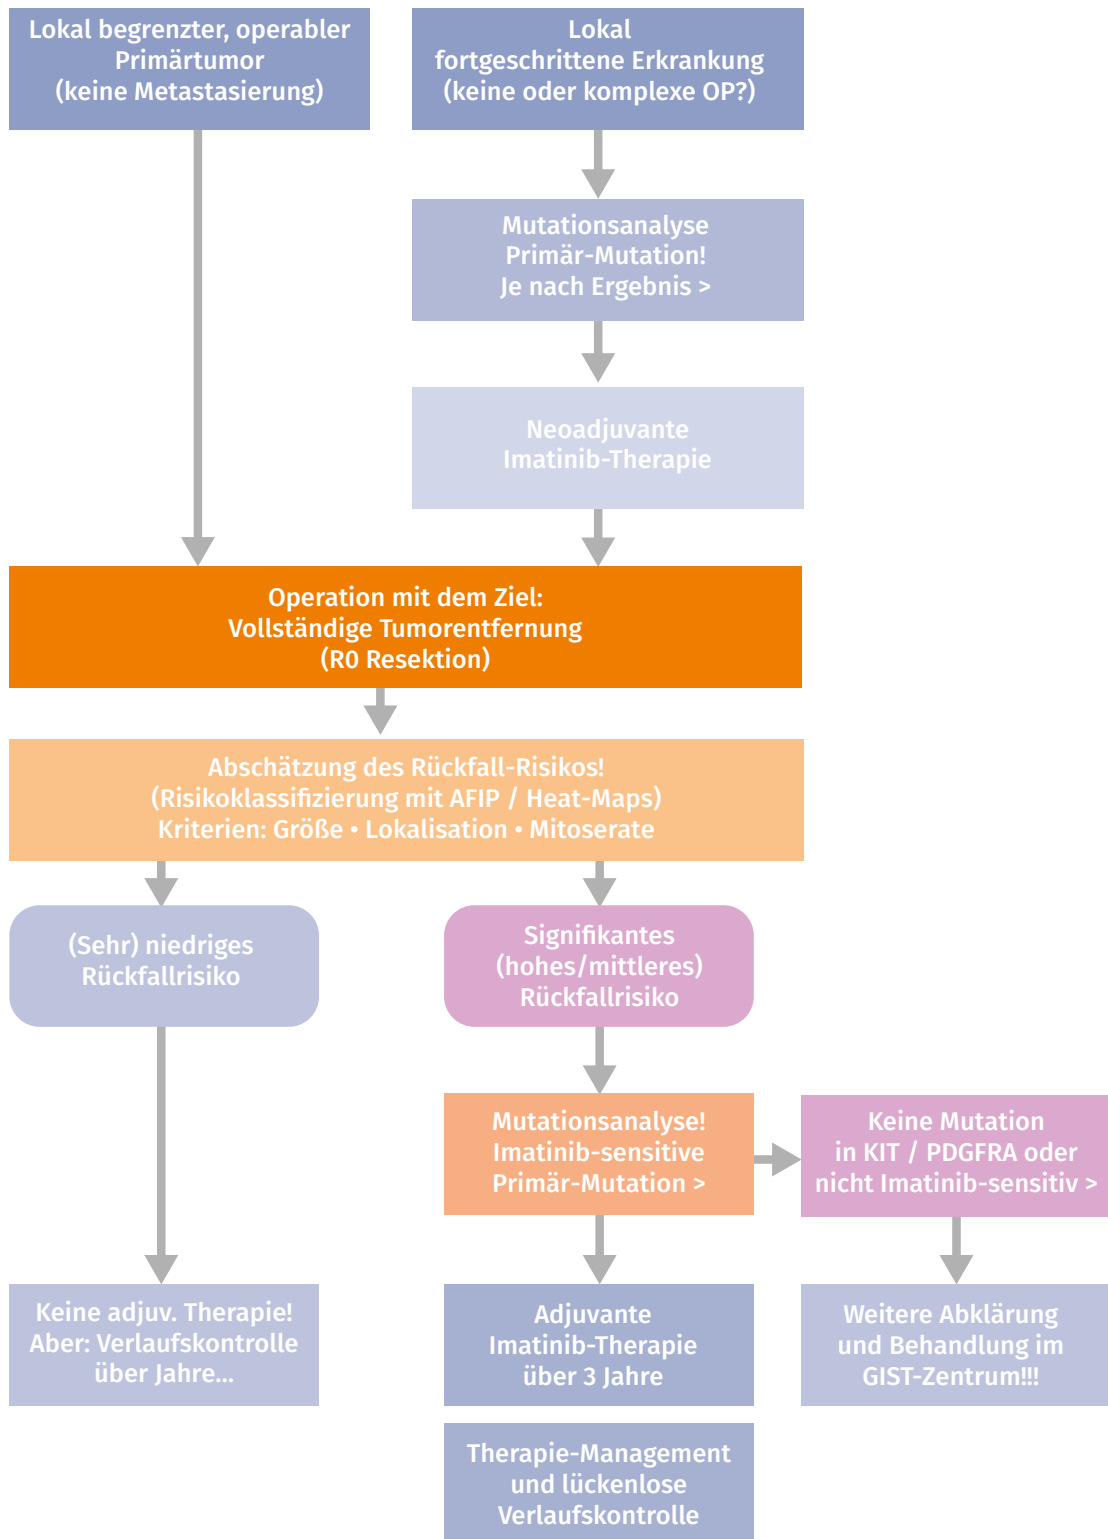 Lokal begrenzter, operabler
Primärtumor
(keine Metastasierung)
Lokal
fortgeschrittene Erkrankung
(keine oder komplexe OP?)
Mutationsanalyse
Primär-Mutation!
Je nach Ergebnis >
Neoadjuvante
Imatinib-Therapie
Operation mit dem Ziel:
Vollständige Tumorentfernung
(R0 Resektion)
Abschätzung des Rückfall-Risikos!
(Risikoklassifizierung mit AFIP / Heat-Maps)
Kriterien: Größe • Lokalisation • Mitoserate
(Sehr) niedriges
Rückfallrisiko
Signifikantes
(hohes/mittleres)
Rückfallrisiko
Mutationsanalyse!
Imatinib-sensitive
Primär-Mutation >
Keine Mutation
in KIT / PDGFRA oder
nicht Imatinib-sensitiv >
Keine adjuv. Therapie!
Aber: Verlaufskontrolle
über Jahre...
Adjuvante
Imatinib-Therapie
über 3 Jahre
Weitere Abklärung
und Behandlung im
GIST-Zentrum!!!
Therapie-Management
und lückenlose
Verlaufskontrolle